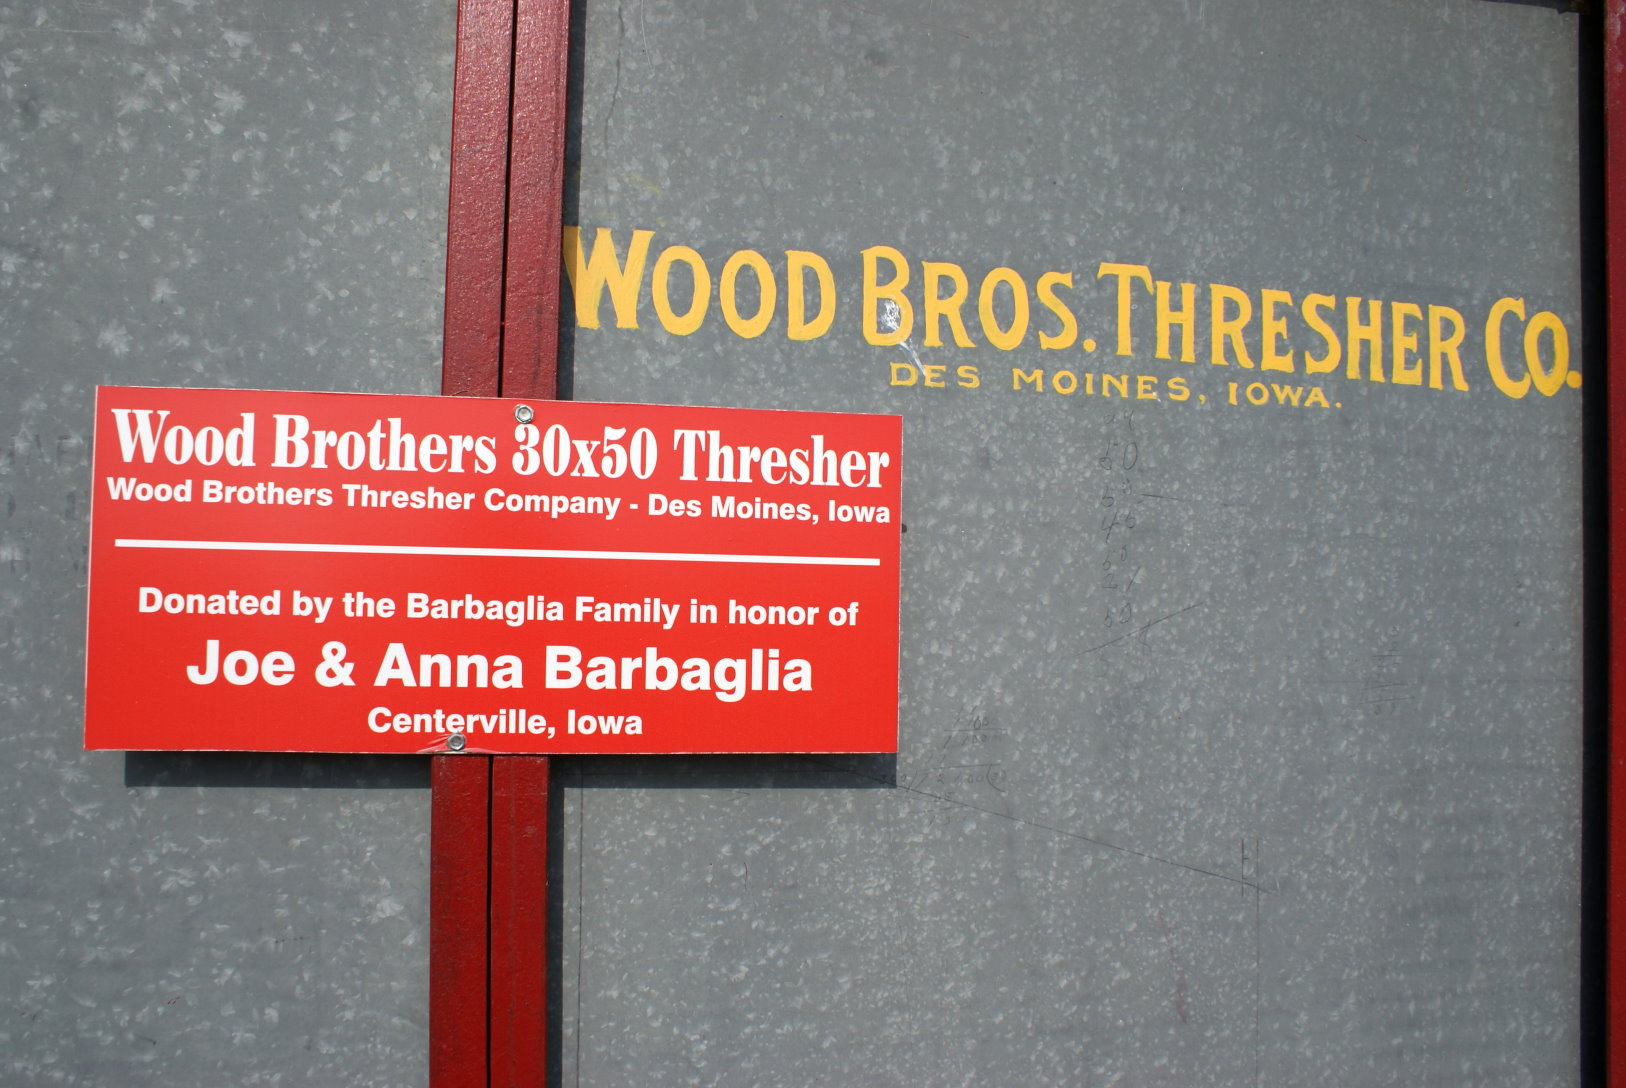 WOOD BROS. THRESHER CO.
DES MOINES, IOWA.
Wood Brothers 30x50 Thresher
Wood Brothers Thresher Company - Des Moines, Iowa
Donated by the Barbaglia Family in honor of
Joe & Anna Barbaglia
Centerville, Iowa